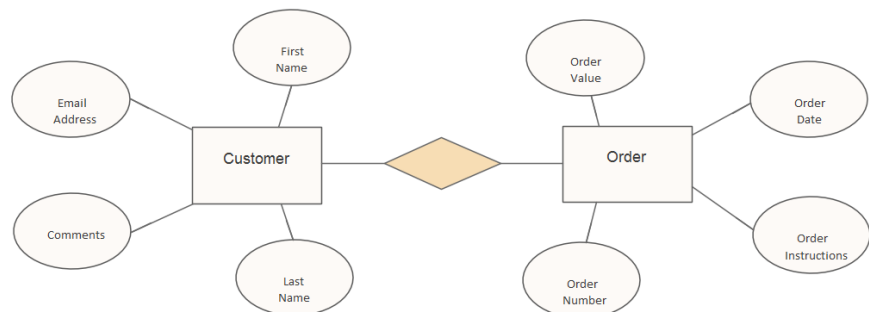 First
Name
Order
Value
Email
Address
Order
Date
Customer
Order
Comments
Order
Instructions
Last
Name
Order
Number